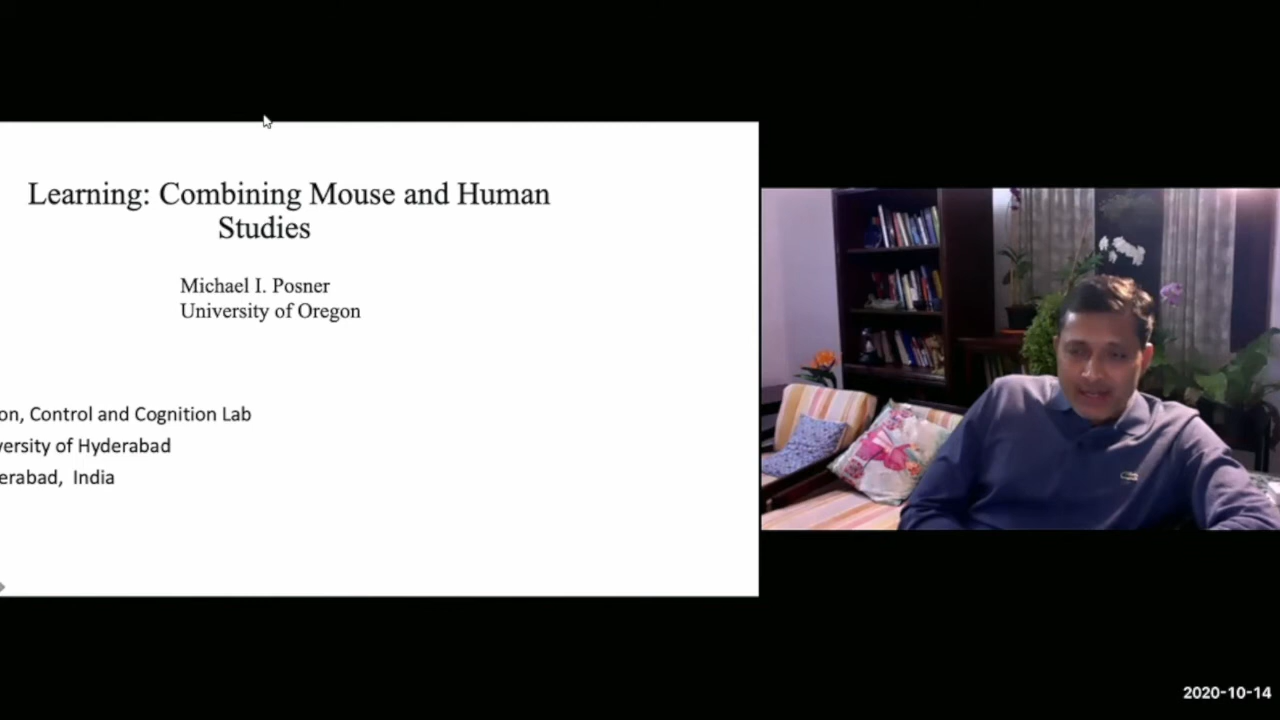 Learning: Combining Mouse and Human
Studies
Michael I. Posner
University of Oregon
on, Control and Cognition Lab
versity of Hyderabad
erabad, India
2020-10-14